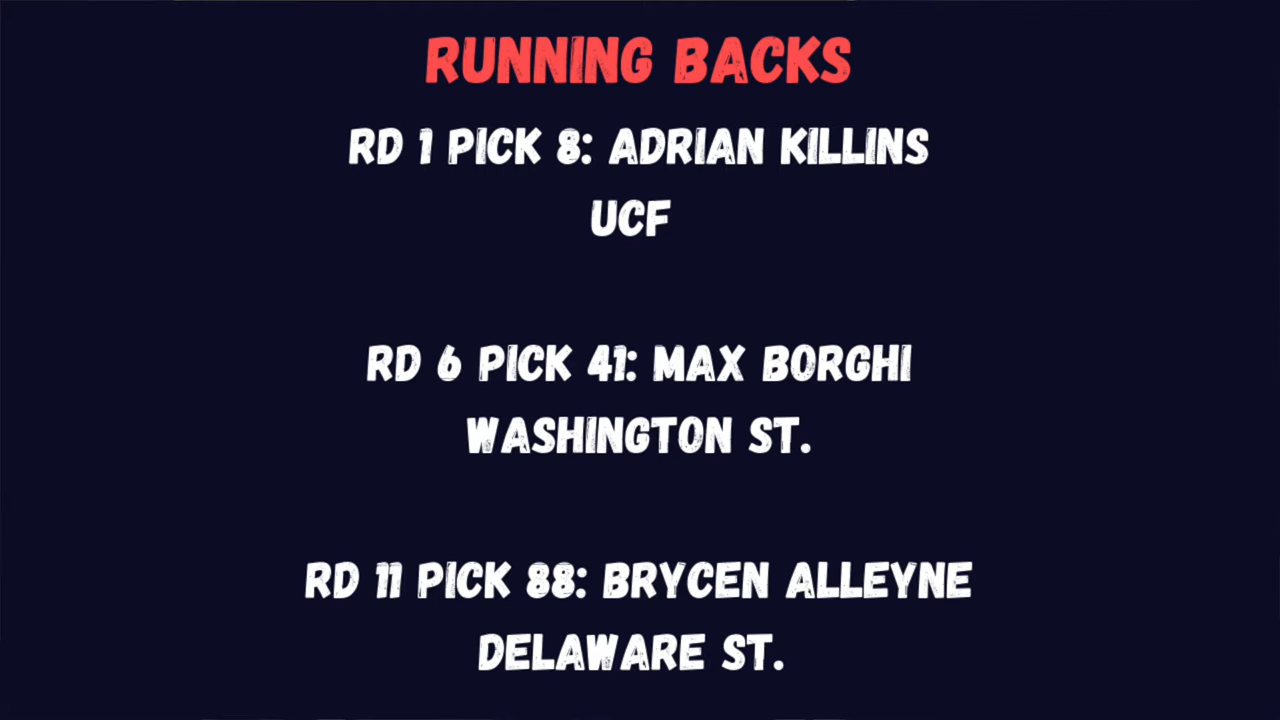 RUNNING BACKS
RD 1 PICK 8: ADRIAN KILLINS
UCF
RD 6 PICK 41: MAX BORGHI
WASHINGTON ST.
RD 11 PICK 88: BRYCEN ALLEYNE
DELAWARE ST.